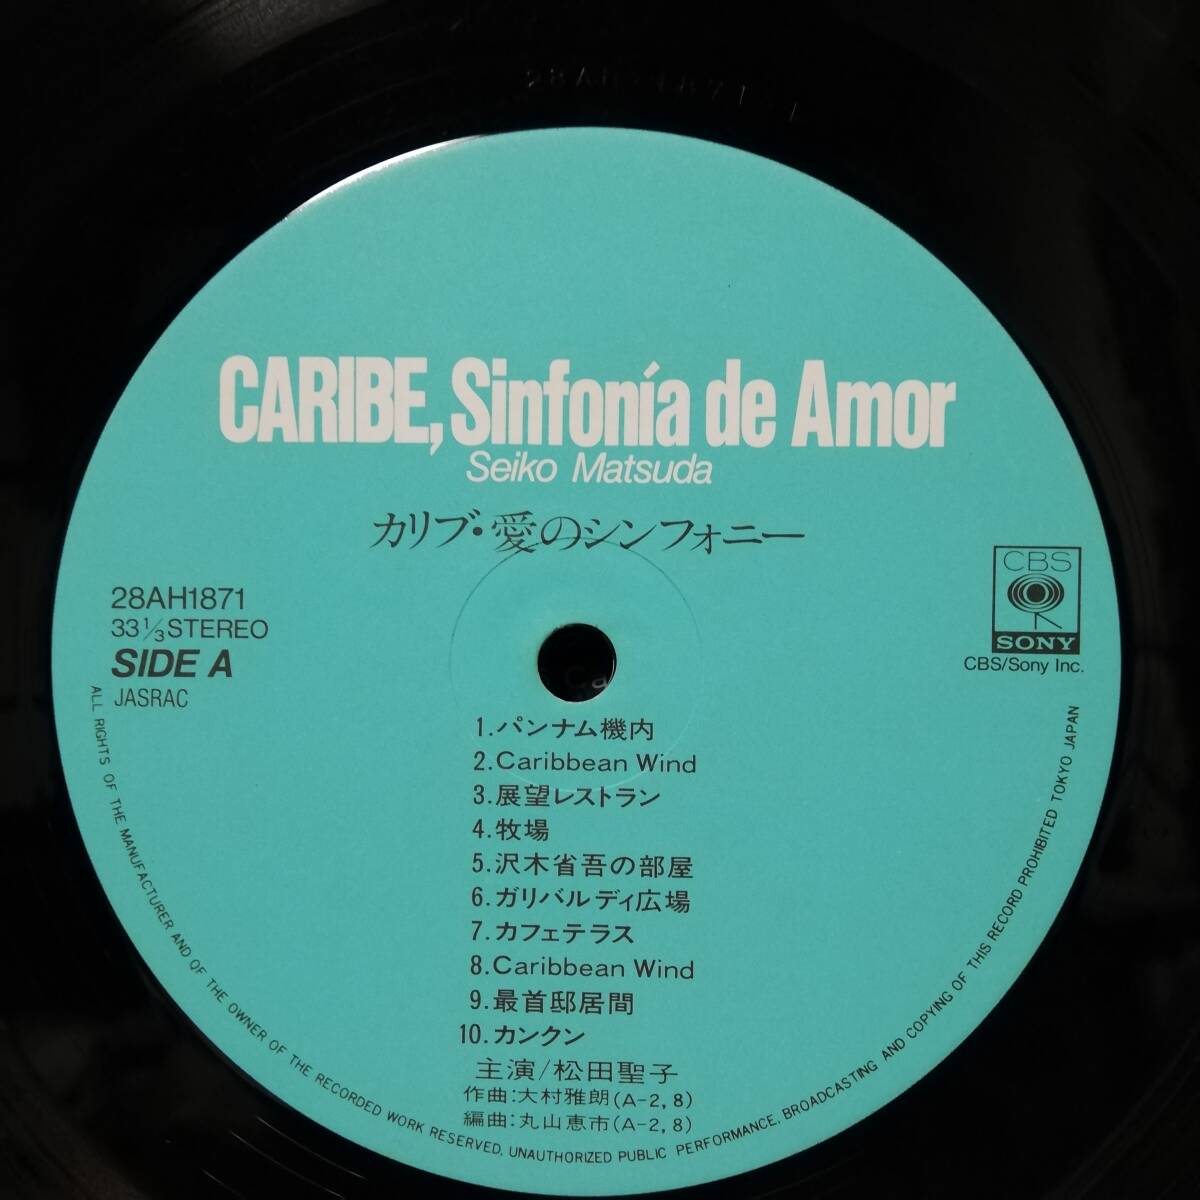 28AH1871
CARIBE, Sinfonía de Amor
Seiko Matsuda
カリブ・愛のシンフォニー
28AH1871
33 1/3 STEREO
SIDE A
JASRAC
CBS
SONY
CBS/Sony Inc.
1.パンナム機内
2.Caribbean Wind
3.展望レストラン
4.牧場
5.沢木省吾の部屋
6.ガリバルディ広場
7.カフェテラス
8.Caribbean Wind
9.最首邸居間
10.カンクン
主演/松田聖子
作曲:大村雅朗(A-2,8)
編曲:丸山恵市(A-2,8)
ALL RIGHTS OF THE MANUFACTURER AND OF THE OWNER OF THE RECORDED WORK RESERVED, UNAUTHORIZED PUBLIC PERFORMANCE, BROADCASTING AND COPYING OF THIS RECORD PROHIBITED TOKYO JAPAN